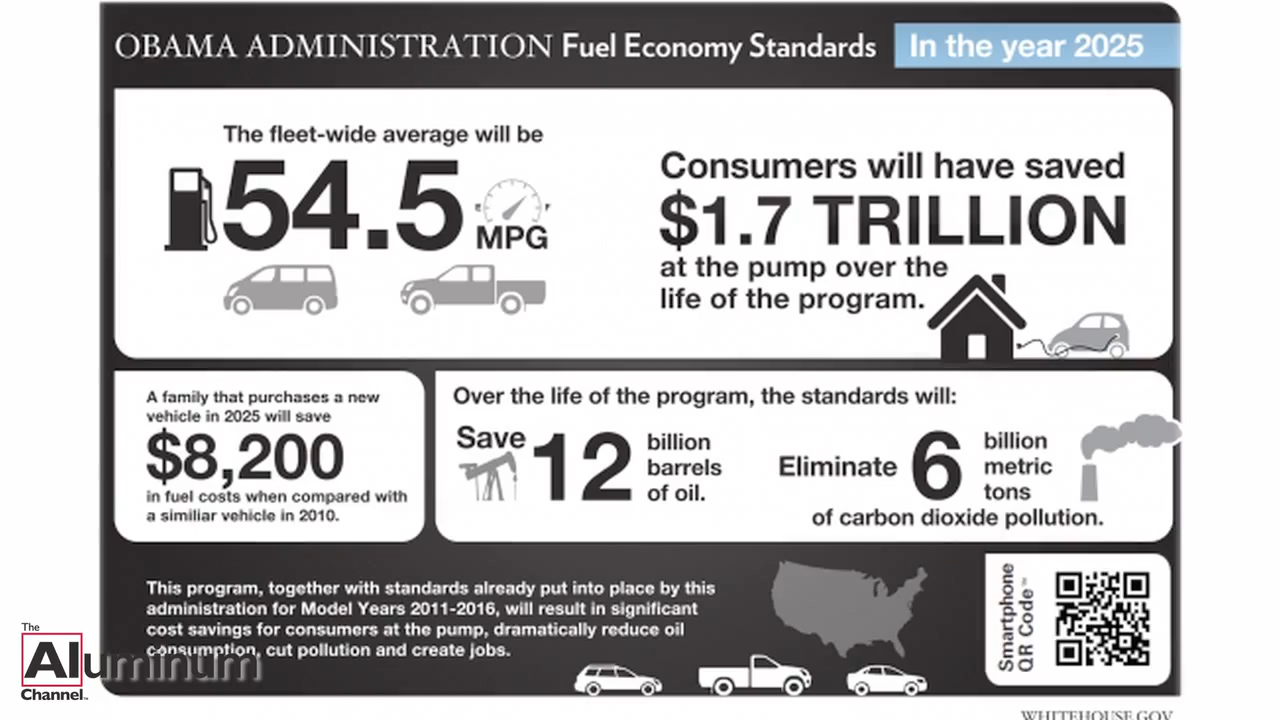 OBAMA ADMINISTRATION Fuel Economy Standards
In the year 2025
The fleet-wide average will be
54.5
MPG
Consumers will have saved
$1.7 TRILLION
at the pump over the
life of the program.
A family that purchases a new
vehicle in 2025 will save
$8,200
in fuel costs when compared with
a similiar vehicle in 2010.
Over the life of the program, the standards will:
Save 12 billion
barrels
of oil.
Eliminate 6 billion
metric
tons
of carbon dioxide pollution.
This program, together with standards already put into place by this
administration for Model Years 2011-2016, will result in significant
cost savings for consumers at the pump, dramatically reduce oil
consumption, cut pollution and create jobs.
Smartphone
QR Code™
The
Aluminum
Channel™
WHITEHOUSE.GOV